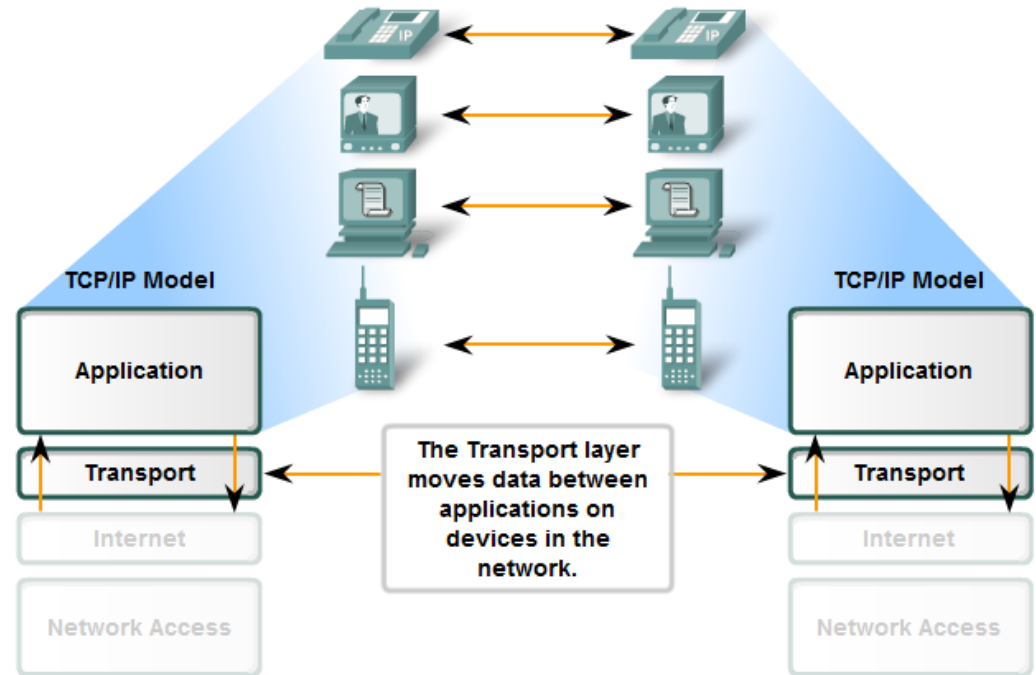 IP
IP
TCP/IP Model
TCP/IP Model
Application
Application
Transport
Transport
The Transport layer
moves data between
applications on
devices in the
network.
Internet
Internet
Network Access
Network Access